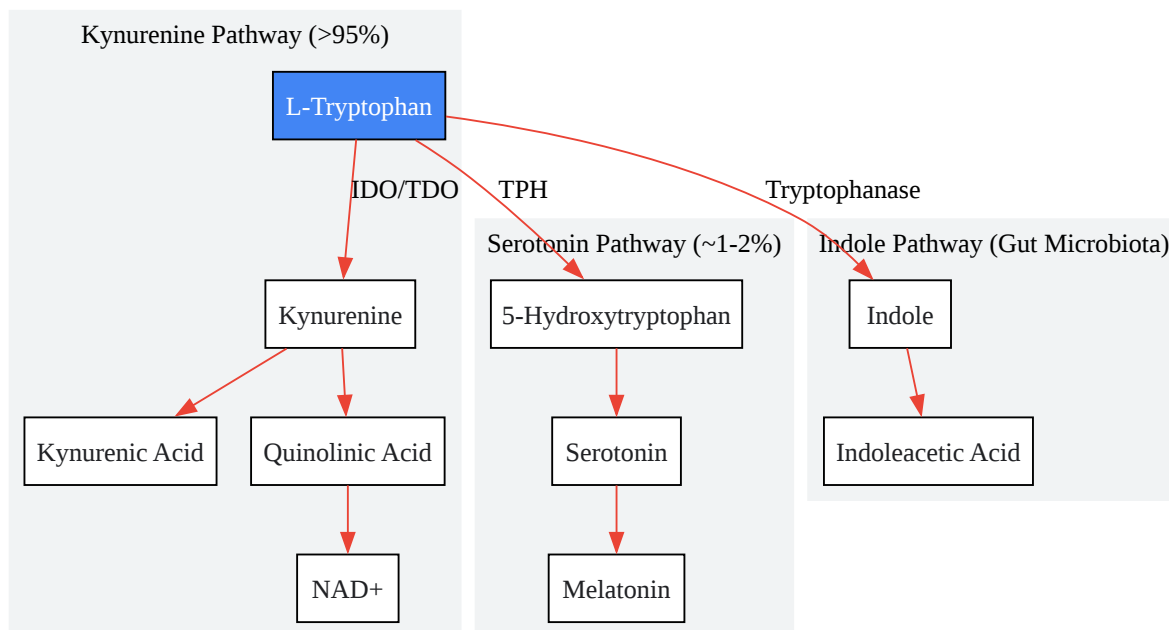 Kynurenine Pathway (>95%)
L-Tryptophan
IDO/TDO
TPH
Tryptophanase
Serotonin Pathway (~1-2%)
Indole Pathway (Gut Microbiota)
Kynurenine
5-Hydroxytryptophan
Indole
Kynurenic Acid
Quinolinic Acid
Serotonin
Indoleacetic Acid
NAD+
Melatonin